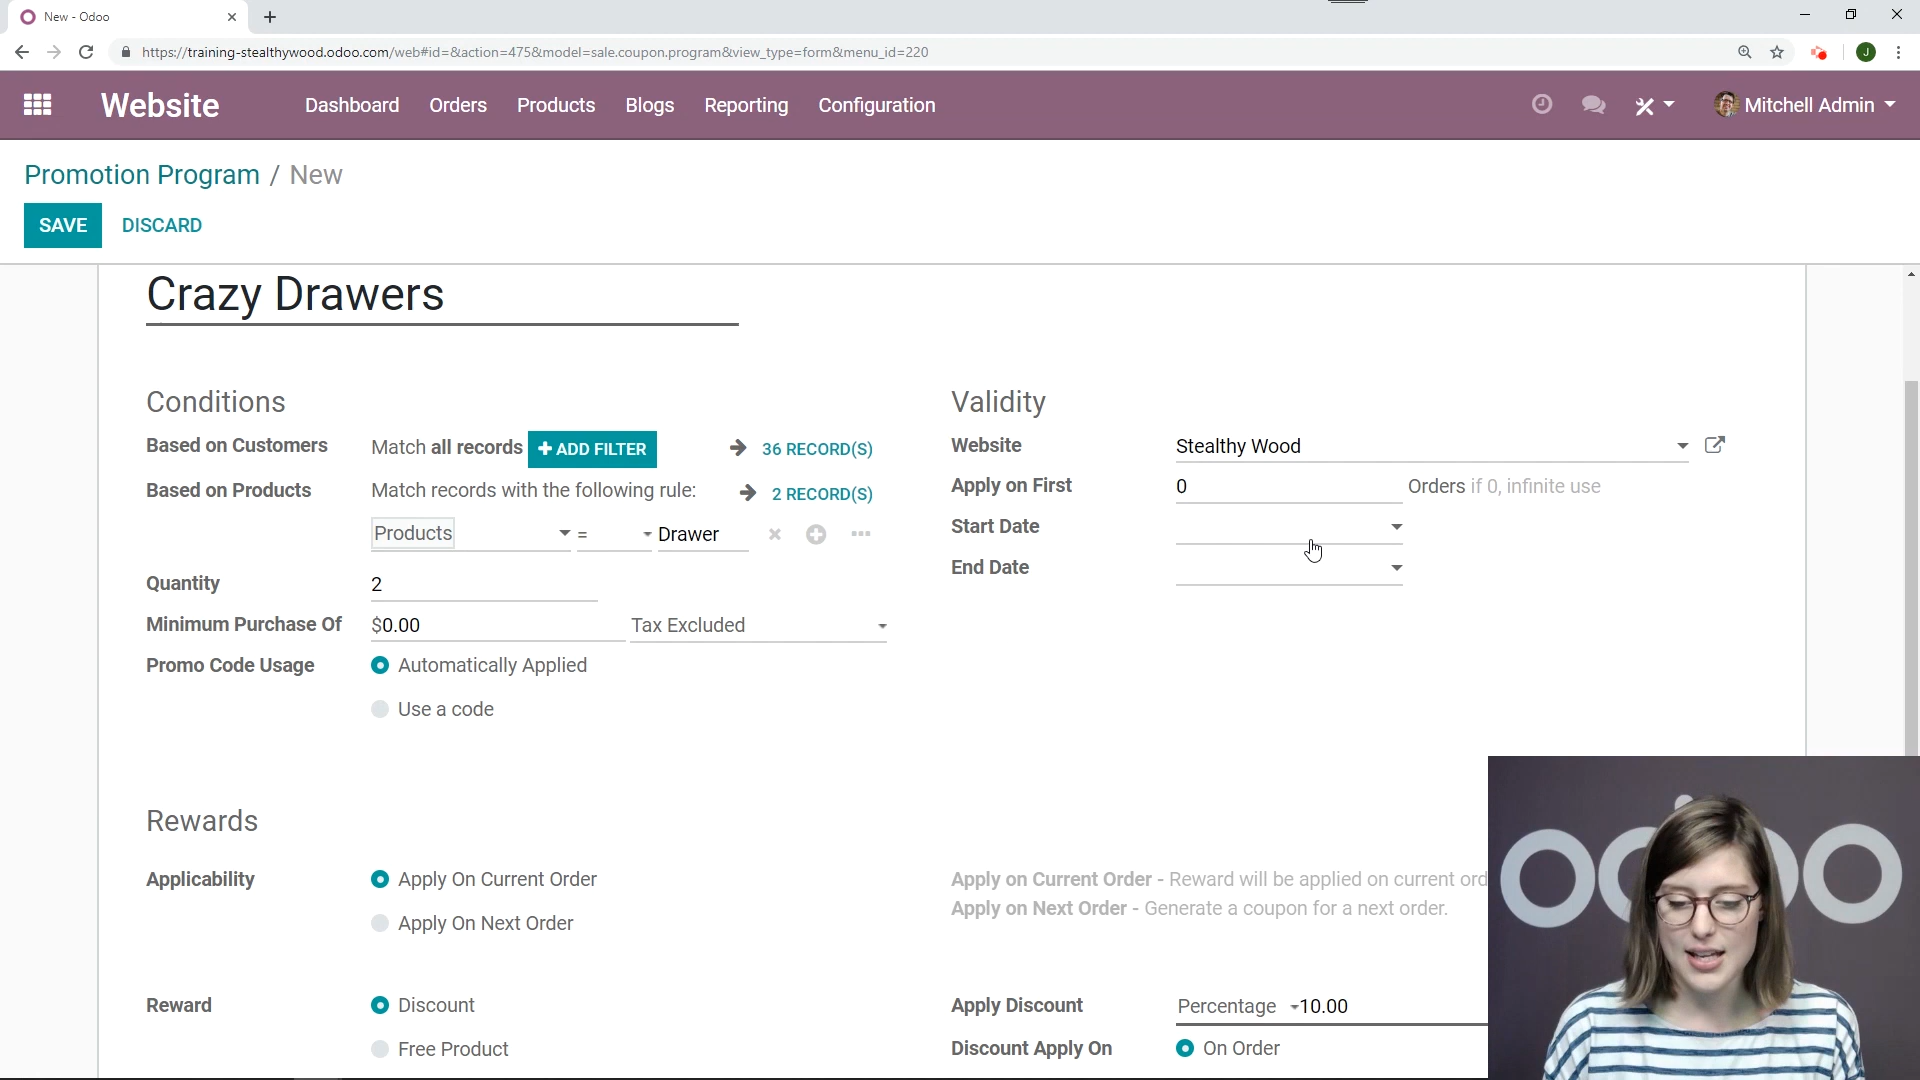 New - Odoo
https://training-stealthywood.odoo.com/web#id=&action=475&model=sale.coupon.program&view_type=form&menu_id=220
J
Website Dashboard Orders Products Blogs Reporting Configuration Mitchell Admin
Promotion Program / New
SAVE DISCARD
Crazy Drawers
Conditions Validity
Based on Customers Match all records ADD FILTER 36 RECORD(S) Website Stealthy Wood
Based on Products Match records with the following rule: 2 RECORD(S) Apply on First 0 Orders if 0, infinite use
Products = Drawer Start Date
Quantity 2 End Date
Minimum Purchase Of $0.00 Tax Excluded
Promo Code Usage Automatically Applied
Use a code
Rewards
Applicability Apply On Current Order Apply on Current Order - Reward will be applied on current ord
Apply On Next Order Apply on Next Order - Generate a coupon for a next order.
Reward Discount Apply Discount Percentage 10.00
Free Product Discount Apply On On Order
odoo